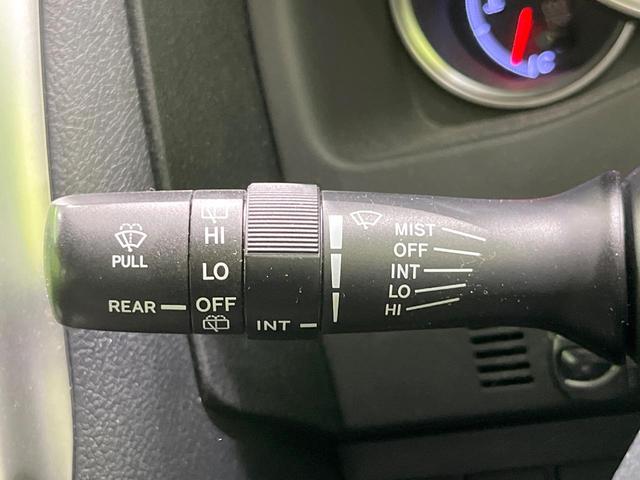 PULL
REAR
HI
LO
OFF
INT
MIST
OFF
INT
LO
HI